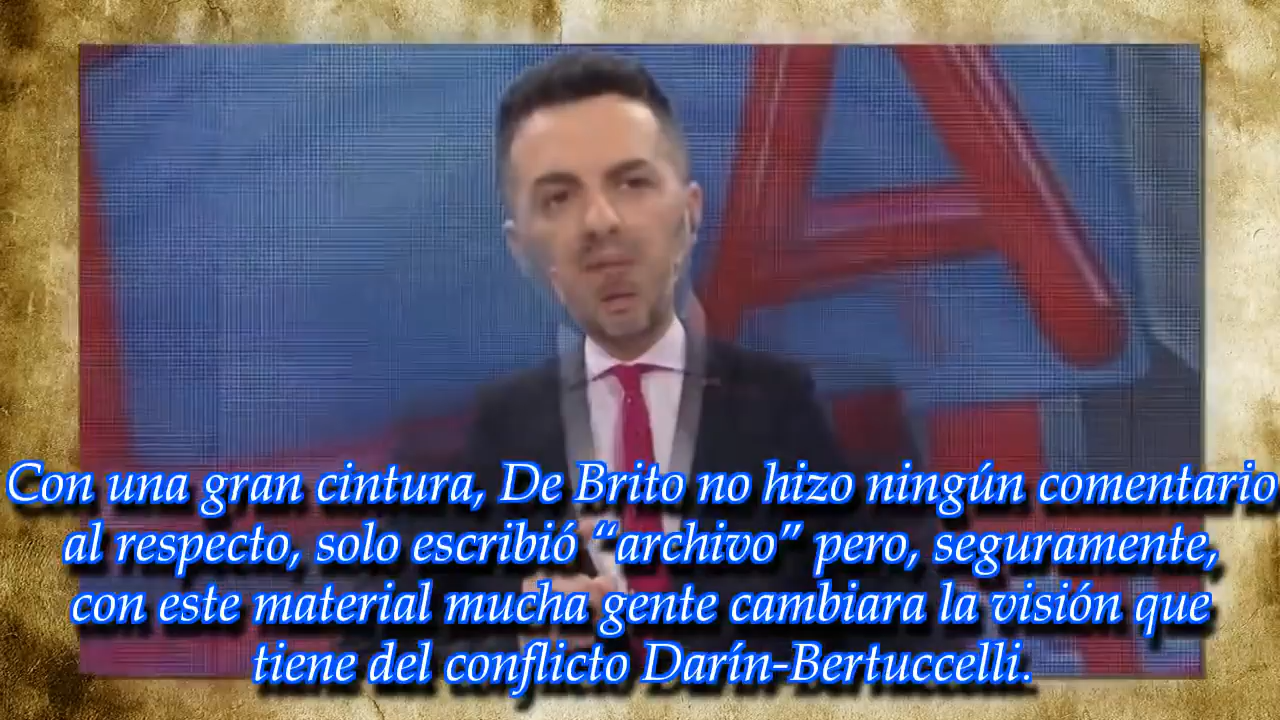 Con una gran cintura, De Brito no hizo ningún comentario
al respecto, solo escribió “archivo” pero, seguramente,
con este material mucha gente cambiara la visión que
tiene del conflicto Darín-Bertuccelli.